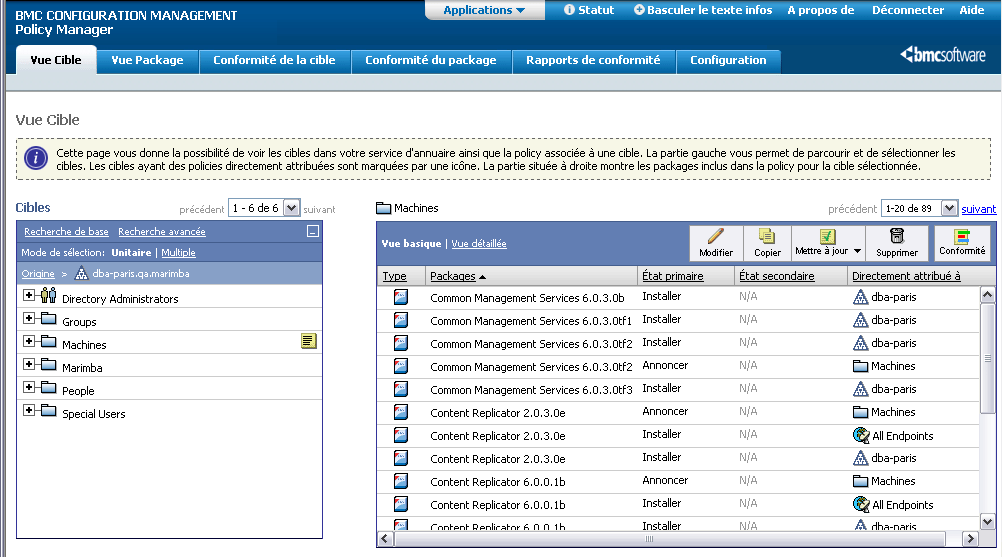 BMC CONFIGURATION MANAGEMENT
Policy Manager
Applications
Statut
Basculer le texte infos
A propos de
Déconnecter
Aide
Vue Cible
Vue Package
Conformité de la cible
Conformité du package
Rapports de conformité
Configuration
bmcsoftware
Vue Cible
Cette page vous donne la possibilité de voir les cibles dans votre service d'annuaire ainsi que la policy associée à une cible. La partie gauche vous permet de parcourir et de sélectionner les
cibles. Les cibles ayant des policies directement attribuées sont marquées par une icône. La partie située à droite montre les packages inclus dans la policy pour la cible sélectionnée.
Cibles
précédent 1 - 6 de 6 suivant
Recherche de base Recherche avancée
Mode de sélection: Unitaire | Multiple
Origine > dba-paris.qa.marimba
Directory Administrators
Groups
Machines
Marimba
People
Special Users
Machines
précédent 1-20 de 89 suivant
Vue basique | Vue détaillée
Modifier
Copier
Mettre à jour
Supprimer
Conformité
Type Packages État primaire État secondaire Directement attribué à
Common Management Services 6.0.3.0b Installer N/A dba-paris
Common Management Services 6.0.3.0tf1 Installer N/A dba-paris
Common Management Services 6.0.3.0tf2 Installer N/A dba-paris
Common Management Services 6.0.3.0tf2 Annoncer N/A Machines
Common Management Services 6.0.3.0tf3 Installer N/A dba-paris
Content Replicator 2.0.3.0e Annoncer N/A Machines
Content Replicator 2.0.3.0e Installer N/A All Endpoints
Content Replicator 2.0.3.0e Installer N/A dba-paris
Content Replicator 6.0.0.1b Annoncer N/A Machines
Content Replicator 6.0.0.1b Installer N/A All Endpoints
Content Replicator 6.0.0.1b Installer N/A dba-paris